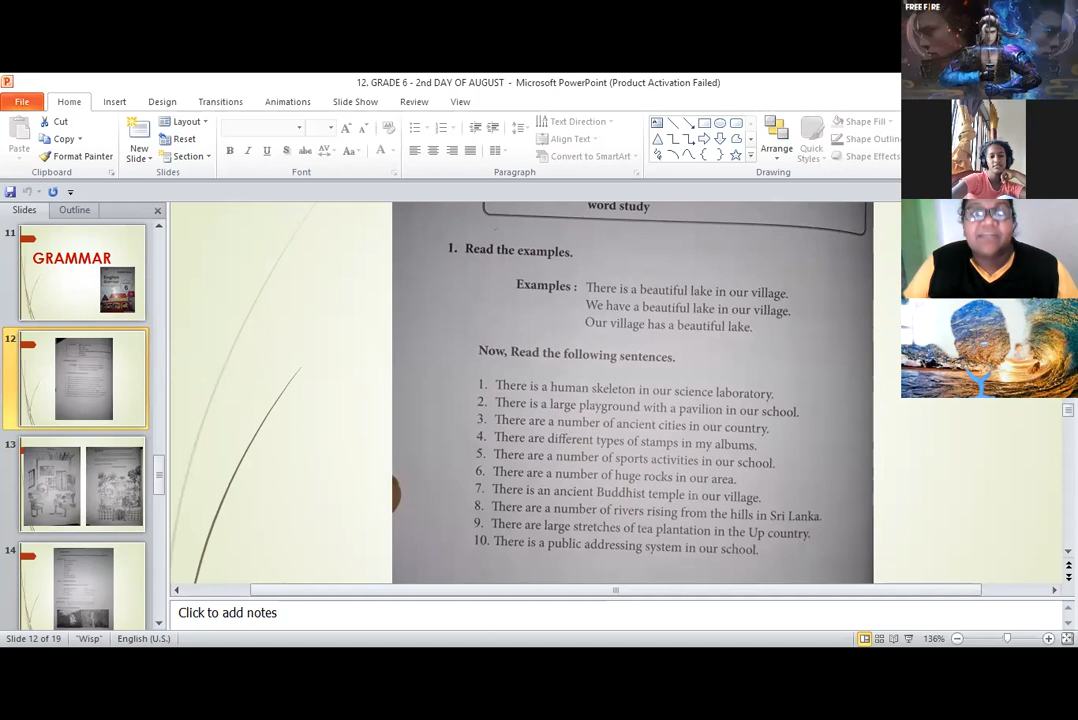 FREE FIRE
12. GRADE 6 - 2nd DAY OF AUGUST - Microsoft PowerPoint (Product Activation Failed)
File Home Insert Design Transitions Animations Slide Show Review View
Paste
Cut
Copy
Format Painter
Clipboard
New
Slide
Layout
Reset
Section
Slides
B I U S abc AV Aa A
Font
Text Direction
Align Text
Convert to SmartArt
Paragraph
Arrange
Quick
Styles
Shape Fill
Shape Outline
Shape Effects
Drawing
Slides Outline
11
GRAMMAR
12
13
14
word study
1. Read the examples.
Examples : There is a beautiful lake in our village.
We have a beautiful lake in our village.
Our village has a beautiful lake.
Now, Read the following sentences.
1. There is a human skeleton in our science laboratory.
2. There is a large playground with a pavilion in our school.
3. There are a number of ancient cities in our country.
4. There are different types of stamps in my albums.
5. There are a number of sports activities in our school.
6. There are a number of huge rocks in our area.
7. There is an ancient Buddhist temple in our village.
8. There are a number of rivers rising from the hills in Sri Lanka.
9. There are large stretches of tea plantation in the Up country.
10. There is a public addressing system in our school.
Click to add notes
Slide 12 of 19 "Wisp" English (U.S.) 136%